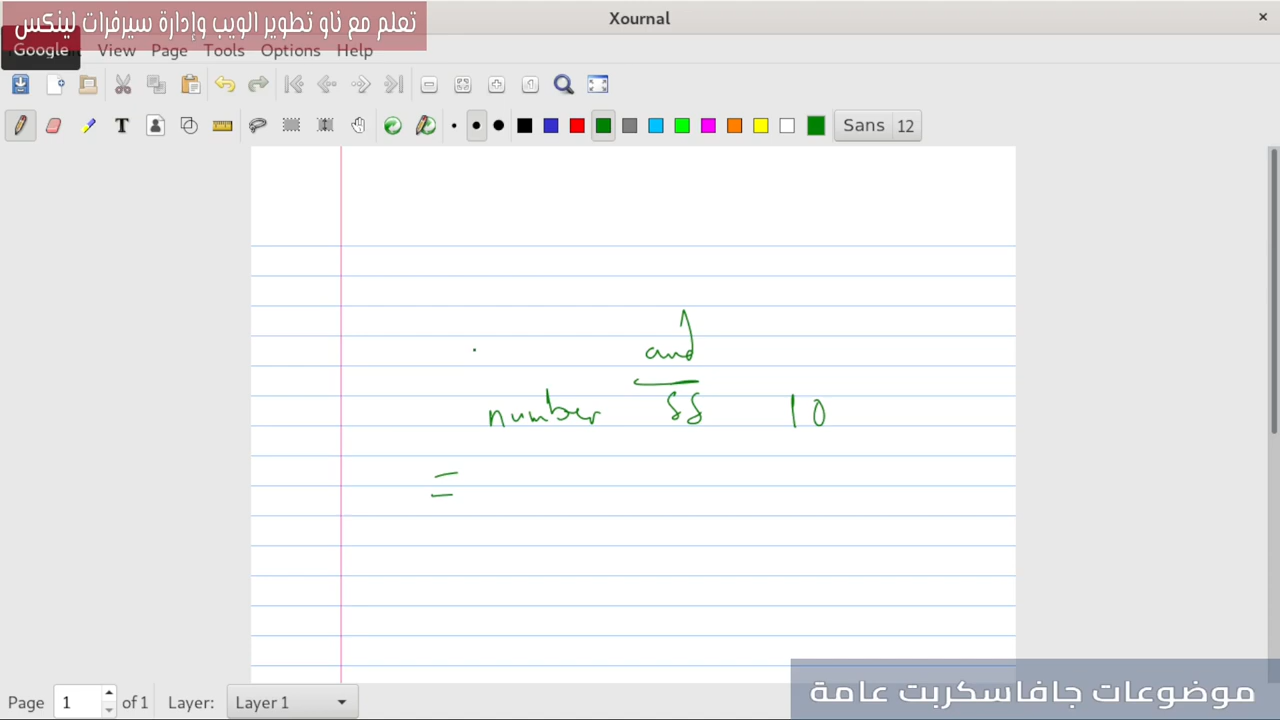 تعلم مع ناو تطوير الويب وإدارة سيرفرات لينكس
Xournal
Google
View Page Tools Options Help
Sans 12
and
number && 10
=
Page 1 of 1 Layer: Layer 1
موضوعات جافاسكربت عامة